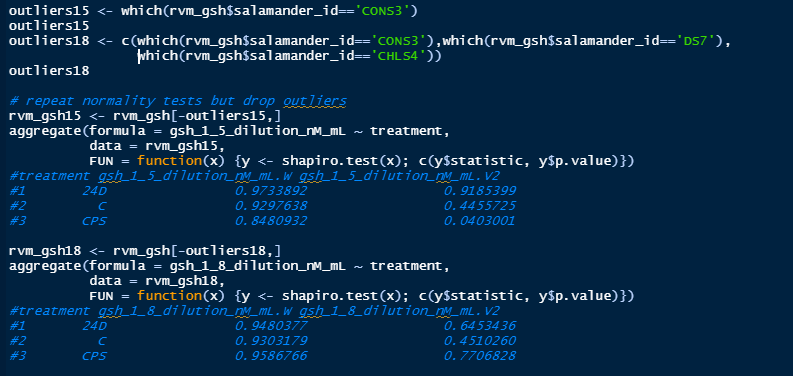 outliers15 <- which(rvm_gsh$salamander_id=='CONS3')
outliers15
outliers18 <- c(which(rvm_gsh$salamander_id=='CONS3'),which(rvm_gsh$salamander_id=='DS7'),
which(rvm_gsh$salamander_id=='CHLS4'))
outliers18
# repeat normality tests but drop outliers
rvm_gsh15 <- rvm_gsh[-outliers15,]
aggregate(formula = gsh_1_5_dilution_nM_mL ~ treatment,
data = rvm_gsh15,
FUN = function(x) {y <- shapiro.test(x); c(y$statistic, y$p.value)})
#treatment gsh_1_5_dilution_nM_mL.W gsh_1_5_dilution_nM_mL.V2
#1 24D 0.9733892 0.9185399
#2 C 0.9297638 0.4455725
#3 CPS 0.8480932 0.0403001
rvm_gsh18 <- rvm_gsh[-outliers18,]
aggregate(formula = gsh_1_8_dilution_nM_mL ~ treatment,
data = rvm_gsh18,
FUN = function(x) {y <- shapiro.test(x); c(y$statistic, y$p.value)})
#treatment gsh_1_8_dilution_nM_mL.W gsh_1_8_dilution_nM_mL.V2
#1 24D 0.9480377 0.6453436
#2 C 0.9303179 0.4510260
#3 CPS 0.9586766 0.7706828